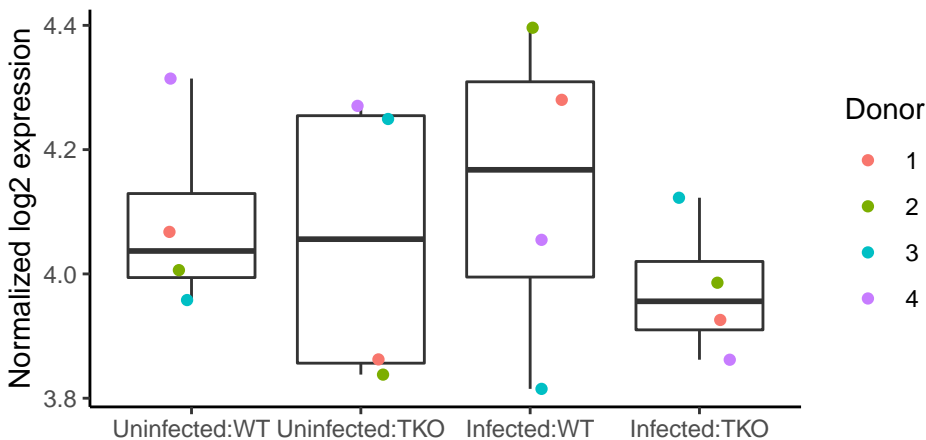 Normalized log2 expression
4.4
4.2
4.0
3.8
Uninfected:WT Uninfected:TKO Infected:WT Infected:TKO
Donor
1
2
3
4